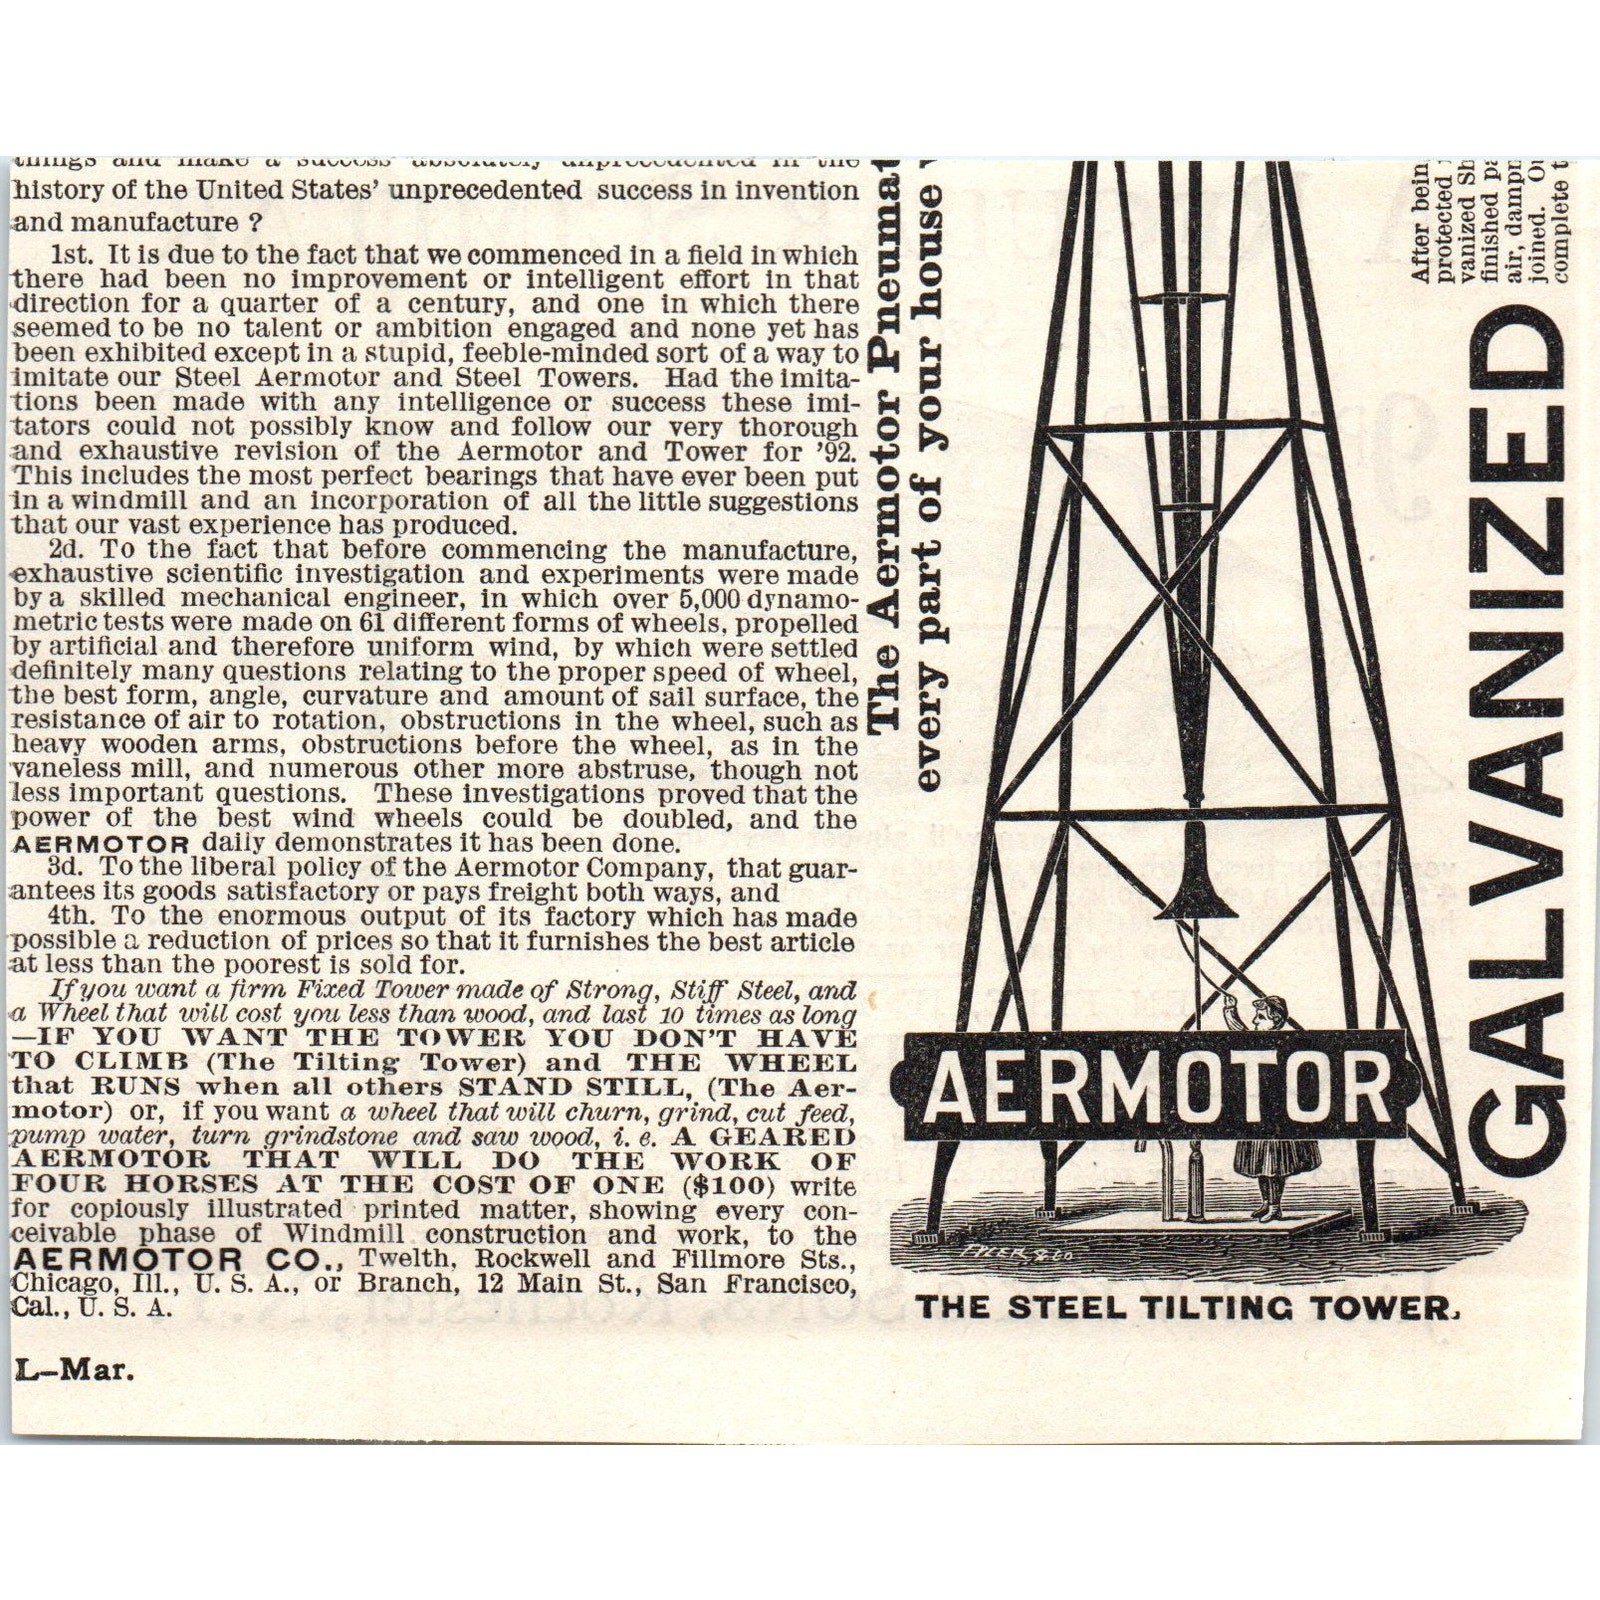 things and make a success absolutely unprecedented in the
history of the United States' unprecedented success in invention
and manufacture ?
1st. It is due to the fact that we commenced in a field in which
there had been no improvement or intelligent effort in that
direction for a quarter of a century, and one in which there
seemed to be no talent or ambition engaged and none yet has
been exhibited except in a stupid, feeble-minded sort of a way to
imitate our Steel Aermotor and Steel Towers. Had the imita-
tions been made with any intelligence or success these imi-
tators could not possibly know and follow our very thorough
and exhaustive revision of the Aermotor and Tower for '92.
This includes the most perfect bearings that have ever been put
in a windmill and an incorporation of all the little suggestions
that our vast experience has produced.
2d. To the fact that before commencing the manufacture,
exhaustive scientific investigation and experiments were made
by a skilled mechanical engineer, in which over 5,000 dynamo-
metric tests were made on 61 different forms of wheels, propelled
by artificial and therefore uniform wind, by which were settled
definitely many questions relating to the proper speed of wheel,
the best form, angle, curvature and amount of sail surface, the
resistance of air to rotation, obstructions in the wheel, such as
heavy wooden arms, obstructions before the wheel, as in the
vaneless mill, and numerous other more abstruse, though not
less important questions. These investigations proved that the
power of the best wind wheels could be doubled, and the
AERMOTOR daily demonstrates it has been done.
3d. To the liberal policy of the Aermotor Company, that guar-
antees its goods satisfactory or pays freight both ways, and
4th. To the enormous output of its factory which has made
possible a reduction of prices so that it furnishes the best article
at less than the poorest is sold for.
If you want a firm Fixed Tower made of Strong, Stiff Steel, and
a Wheel that will cost you less than wood, and last 10 times as long
—IF YOU WANT THE TOWER YOU DON'T HAVE
TO CLIMB (The Tilting Tower) and THE WHEEL
that RUNS when all others STAND STILL, (The Aer-
motor) or, if you want a wheel that will churn, grind, cut feed,
pump water, turn grindstone and saw wood, i. e. A GEARED
AERMOTOR THAT WILL DO THE WORK OF
FOUR HORSES AT THE COST OF ONE ($100) write
for copiously illustrated printed matter, showing every con-
ceivable phase of Windmill construction and work, to the
AERMOTOR CO., Twelth, Rockwell and Fillmore Sts.,
Chicago, Ill., U. S. A., or Branch, 12 Main St., San Francisco,
Cal., U. S. A.
L–Mar.
The Aermotor Pneumat
every part of your house
AERMOTOR
TYLER & CO
THE STEEL TILTING TOWER.
GALVANIZED
After bein
protected
vanized Sh
finished pa
air, dampn
joined. Ou
complete t